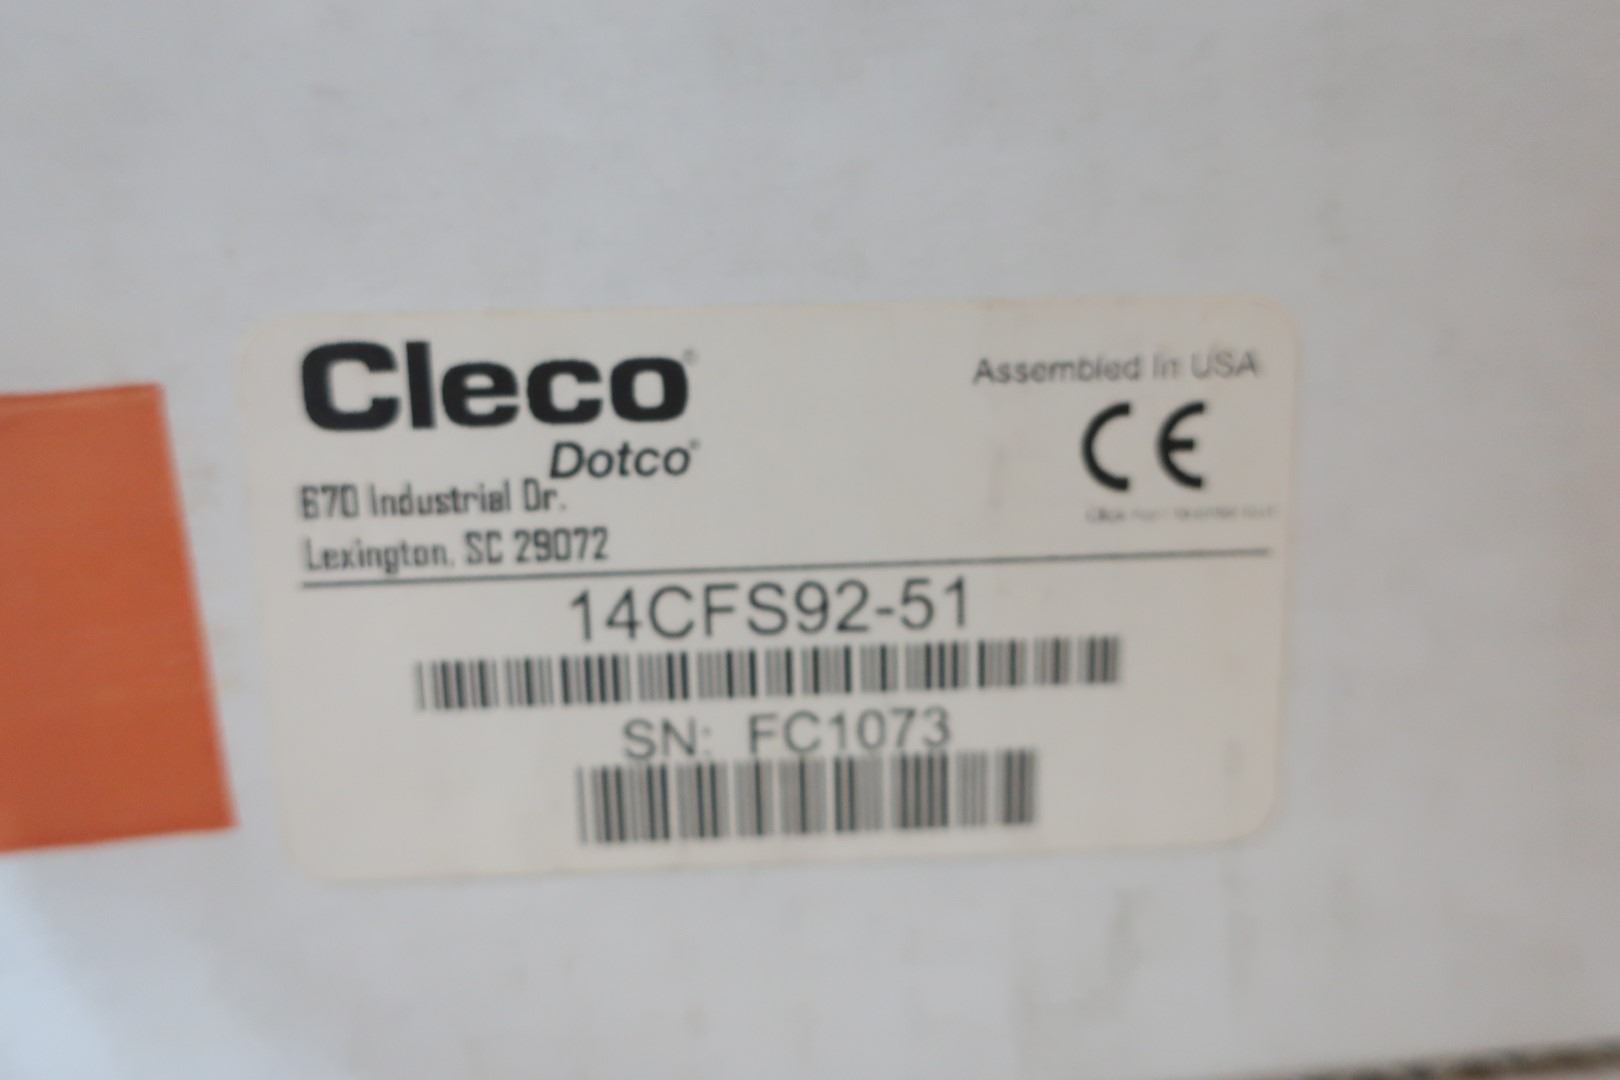 Cleco®
Dotco®
Assembled In USA
CE
670 Industrial Dr.
Lexington, SC 29072
14CFS92-51
SN: FC1073